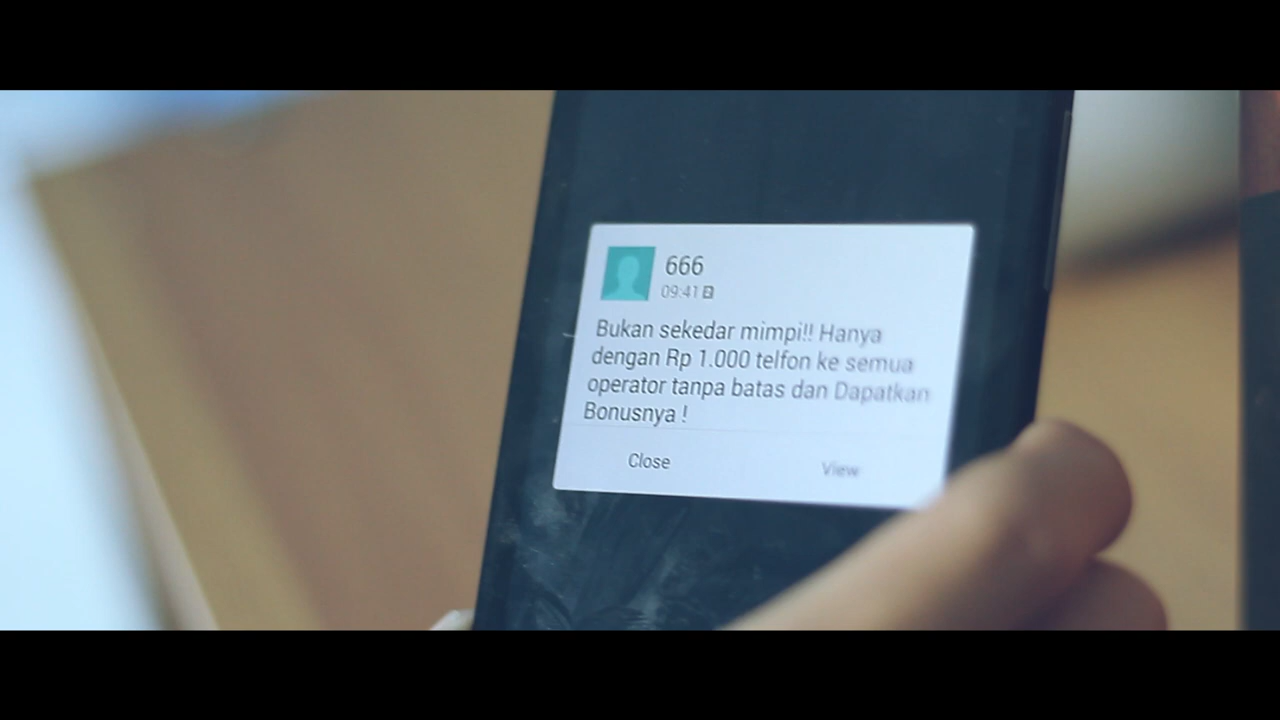 666
09:41
Bukan sekedar mimpi!! Hanya
dengan Rp 1.000 telfon ke semua
operator tanpa batas dan Dapatkan
Bonusnya !
Close
View